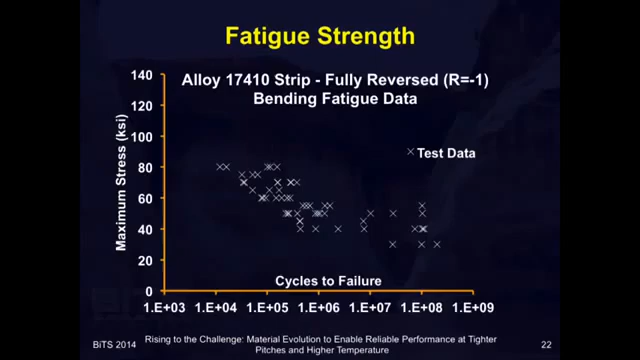 Fatigue Strength
Alloy 17410 Strip - Fully Reversed (R=-1)
Bending Fatigue Data
Maximum Stress (ksi)
140
120
100
80
60
40
20
0
Test Data
Cycles to Failure
1.E+03 1.E+04 1.E+05 1.E+06 1.E+07 1.E+08 1.E+09
BiTS 2014
Rising to the Challenge: Material Evolution to Enable Reliable Performance at Tighter
Pitches and Higher Temperature
22